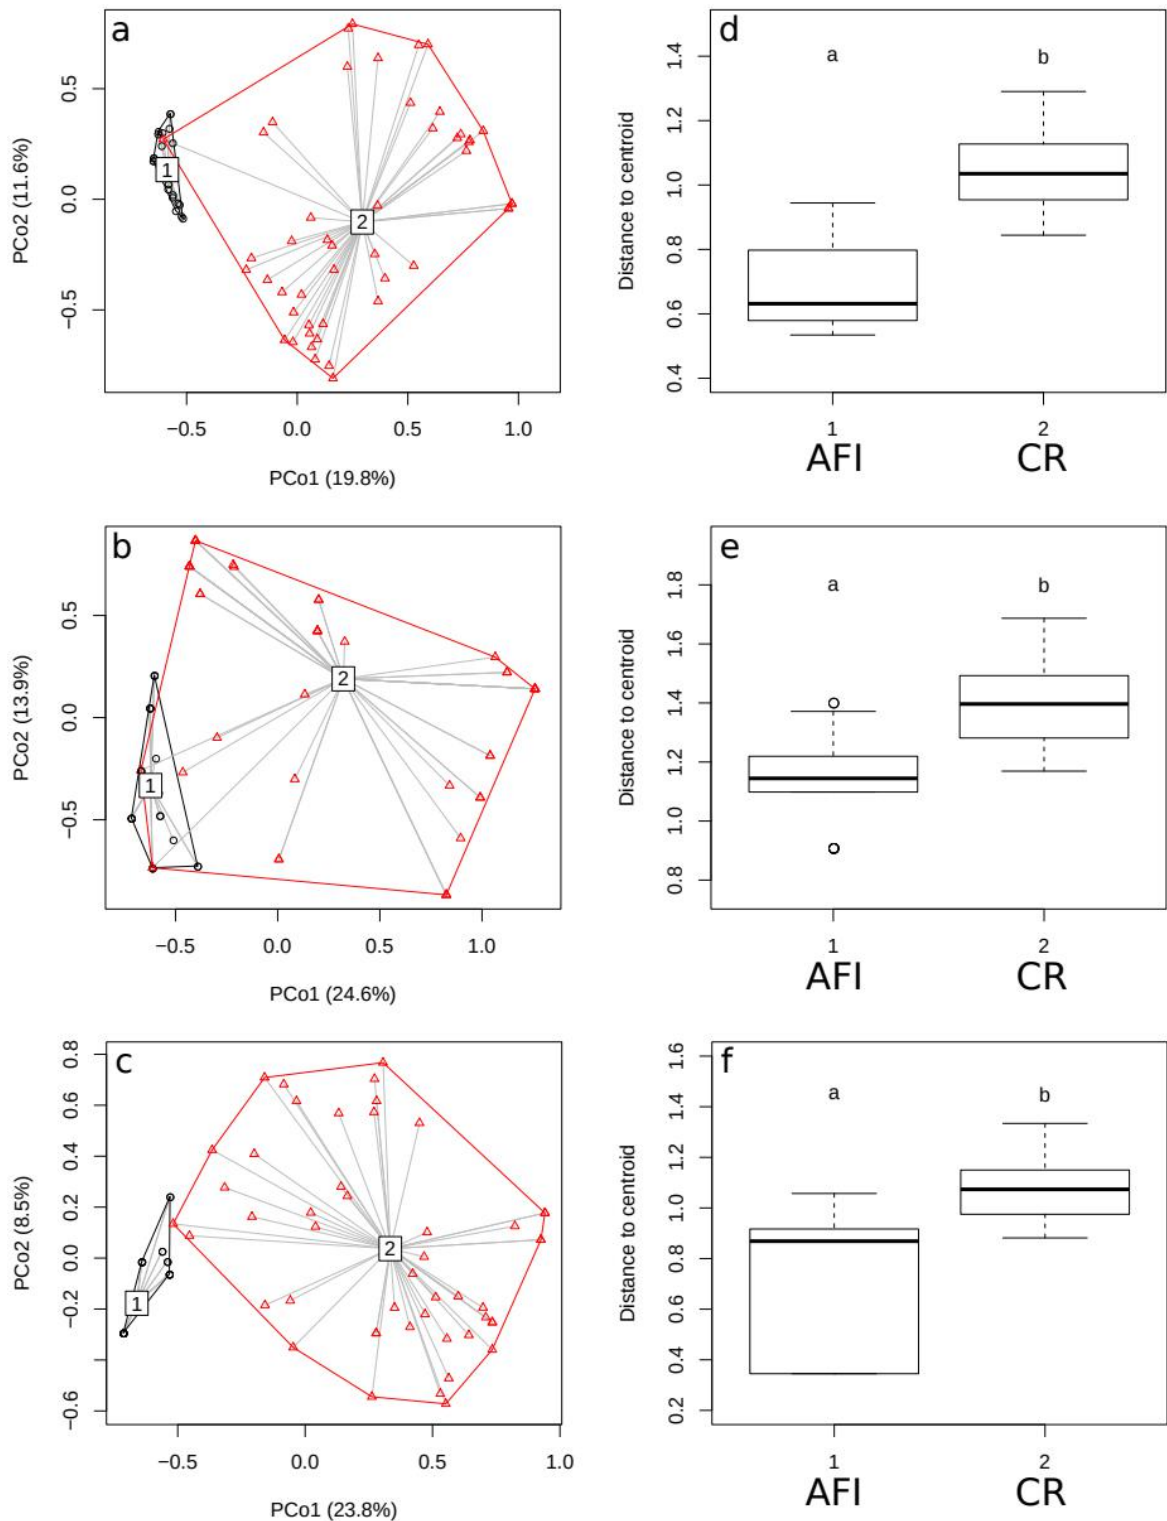 a
0.5
0.0
−0.5
PCo2 (11.6%)
1
2
−0.5 0.0 0.5 1.0
PCo1 (19.8%)
d
a b
1.4
1.2
1.0
0.8
0.6
0.4
Distance to centroid
1 2
AFI CR
b
0.5
0.0
−0.5
PCo2 (13.9%)
2
1
−0.5 0.0 0.5 1.0
PCo1 (24.6%)
e
a b
1.8
1.6
1.4
1.2
1.0
0.8
Distance to centroid
1 2
AFI CR
c
0.8
0.6
0.4
0.2
0.0
−0.2
−0.6
PCo2 (8.5%)
2
1
−0.5 0.0 0.5 1.0
PCo1 (23.8%)
f
a b
1.6
1.4
1.2
1.0
0.8
0.6
0.4
0.2
Distance to centroid
1 2
AFI CR